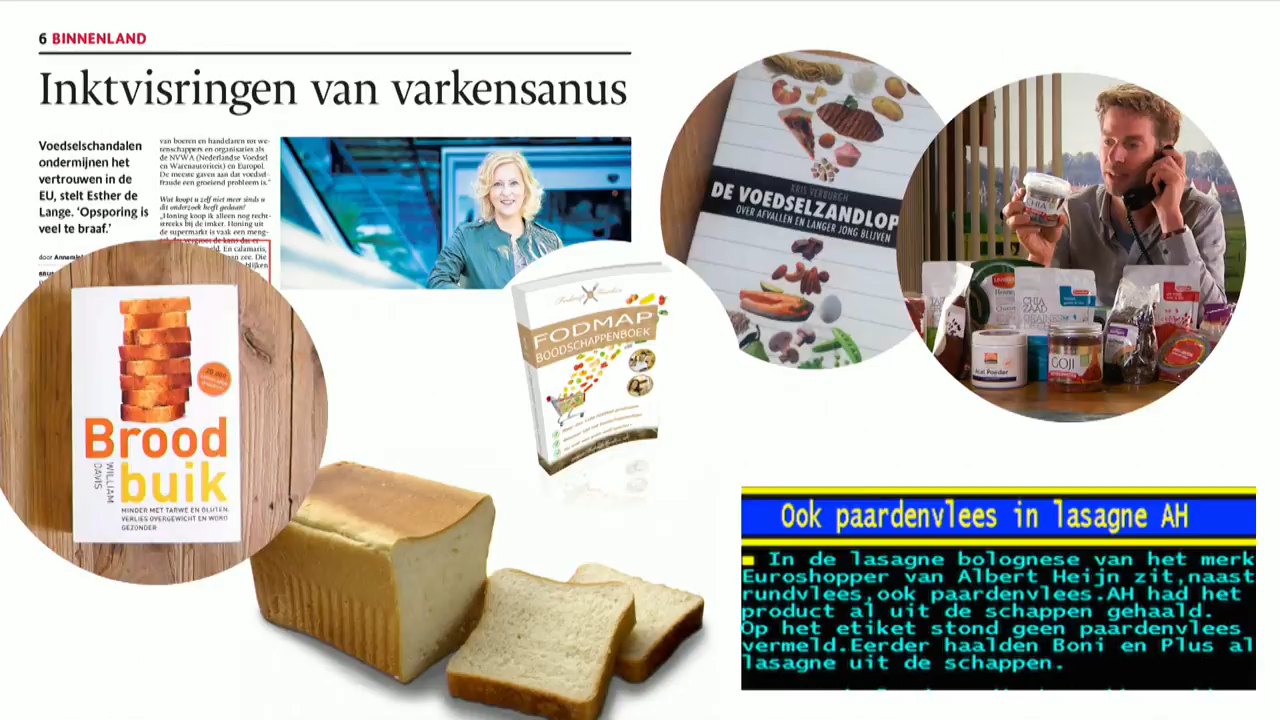 6 BINNENLAND
Inktvisringen van varkensanus
Voedselschandalen
ondermijnen het
vertrouwen in de
EU, stelt Esther de
Lange. ‘Opsporing is
veel te braaf.’
van boeren en handelaren tot we-
tenschappers en organisaties als
de NVWA (Nederlandse Voedsel
en Warenautoriteit) en Europol.
De meeste gaven aan dat voedsel-
fraude een groeiend probleem is."
Wat koopt u zelf niet meer sinds u
dit onderzoek heeft gedaan?
„Honing koop ik alleen nog recht-
streeks bij de imker. Honing uit
de supermarkt is vaak een meng-
door
KRIS VERBURGH
DE VOEDSELZANDLOP
OVER AFVALLEN EN LANGER JONG BLIJVEN
CHIA
CHIA
ZAAD
Acai Powder
GOJI
FODMAP
BOODSCHAPPENBOEK
Brood
buik
WILLIAM
DAVIS
MINDER MET TARWE EN GLUTEN,
VERLIES OVERGEWICHT EN WORD
GEZONDER
Ook paardenvlees in lasagne AH
In de lasagne bolognese van het merk
Euroshopper van Albert Heijn zit,naast
rundvlees,ook paardenvlees.AH had het
product al uit de schappen gehaald.
Op het etiket stond geen paardenvlees
vermeld.Eerder haalden Boni en Plus al
lasagne uit de schappen.